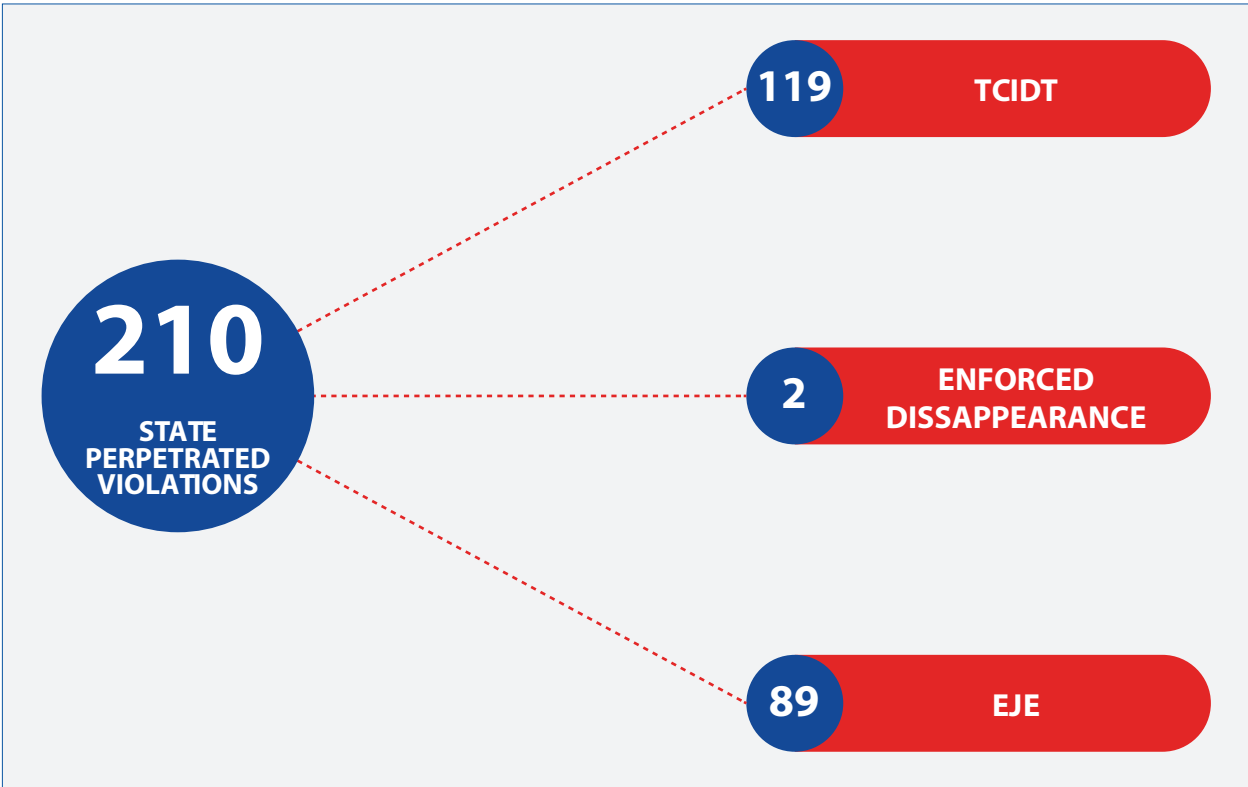 210
STATE
PERPETRATED
VIOLATIONS
119
TCIDT
2
ENFORCED
DISSAPPEARANCE
89
EJE